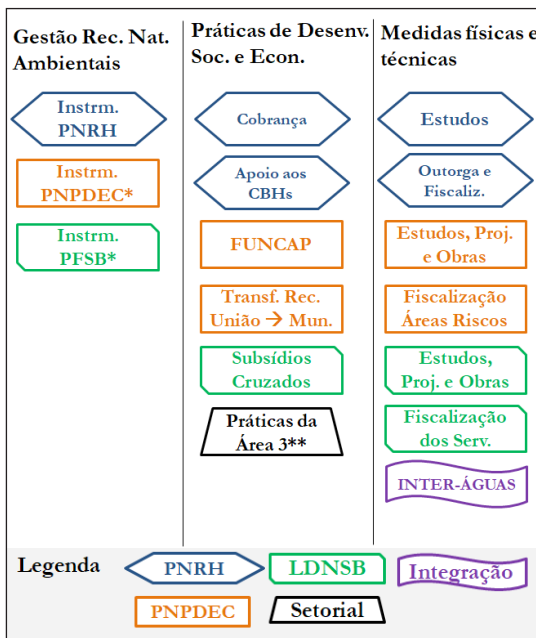 Gestão Rec. Nat.
Ambientais
Instrm.
PNRH
Instrm.
PNPDEC*
Instrm.
PFSB*
Práticas de Desenv.
Soc. e Econ.
Cobrança
Apoio aos
CBHs
FUNCAP
Transf. Rec.
União → Mun.
Subsídios
Cruzados
Práticas da
Área 3**
Medidas físicas e
técnicas
Estudos
Outorga e
Fiscaliz.
Estudos, Proj.
e Obras
Fiscalização
Áreas Riscos
Estudos,
Proj. e Obras
Fiscalização
dos Serv.
INTER-ÁGUAS
Legenda
PNRH
LDNSB
Integração
PNPDEC
Setorial